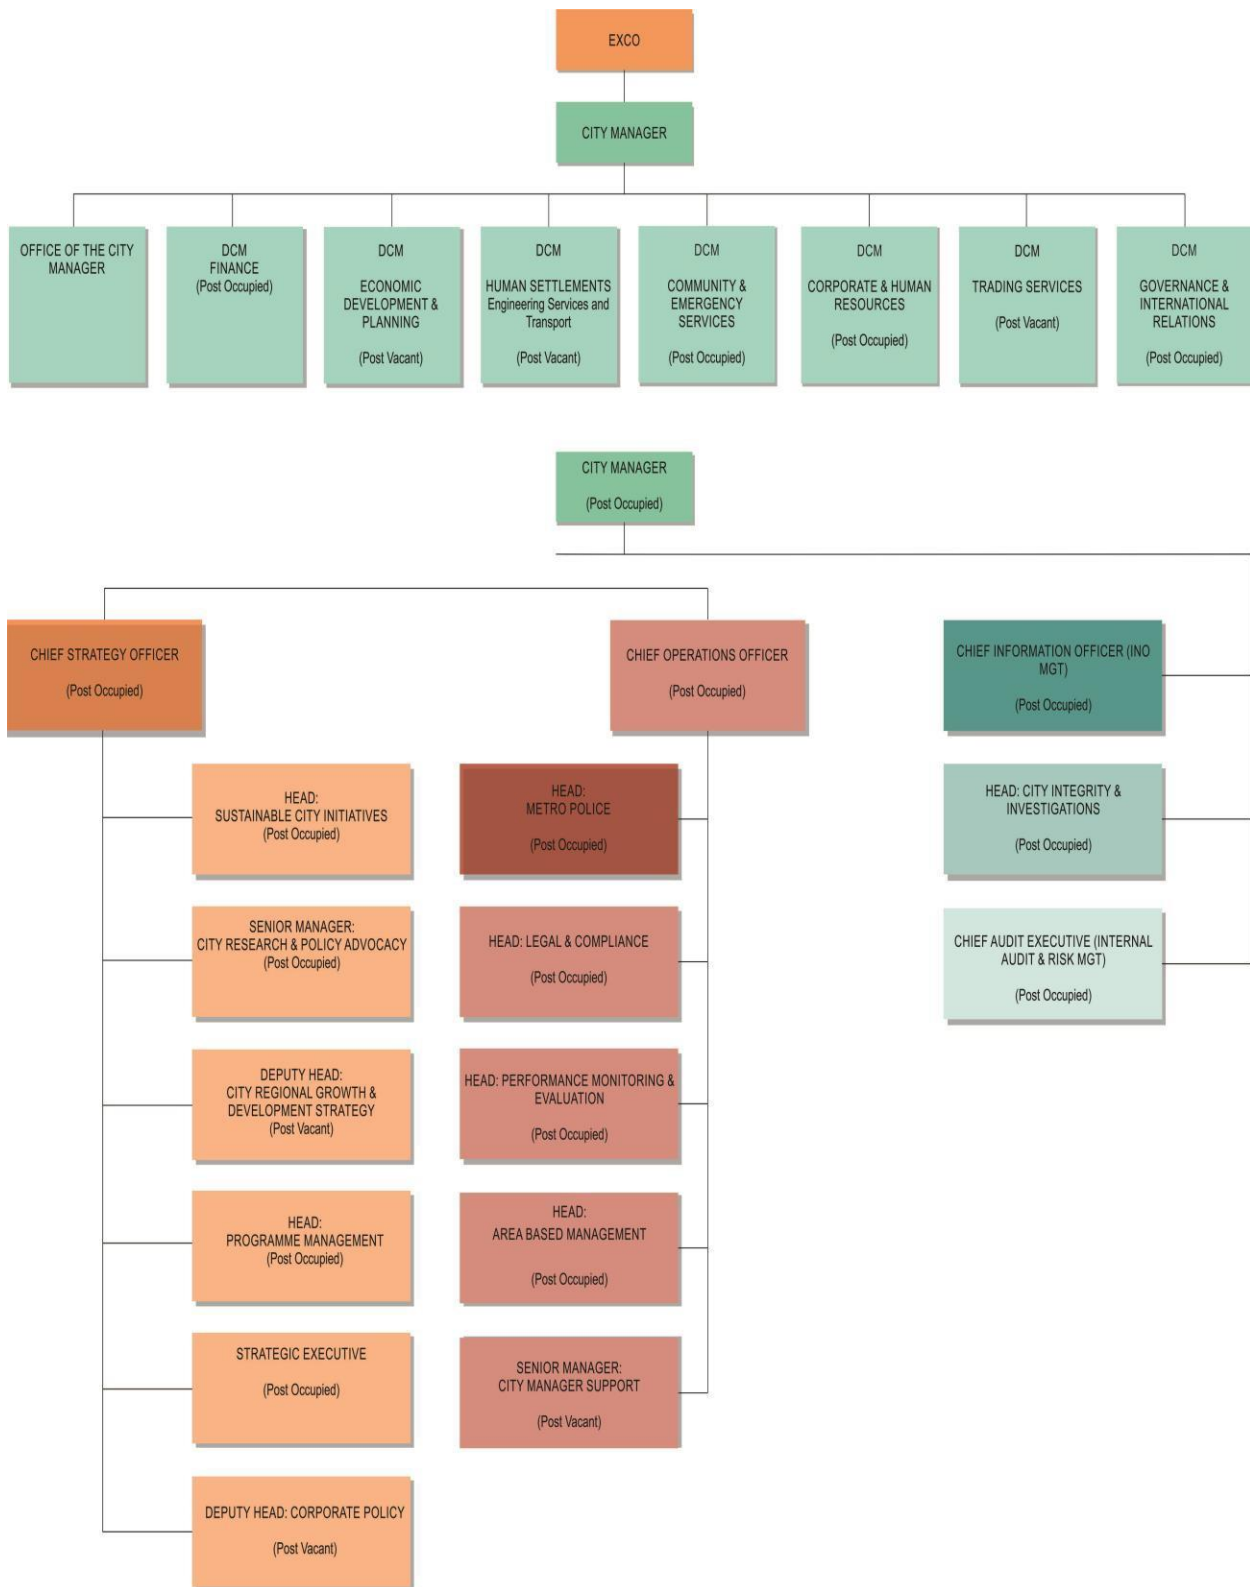 EXCO
CITY MANAGER
OFFICE OF THE CITY
MANAGER
DCM
FINANCE
(Post Occupied)
DCM
ECONOMIC
DEVELOPMENT &
PLANNING
(Post Vacant)
DCM
HUMAN SETTLEMENTS
Engineering Services and
Transport
(Post Vacant)
DCM
COMMUNITY &
EMERGENCY
SERVICES
(Post Occupied)
DCM
CORPORATE & HUMAN
RESOURCES
(Post Occupied)
DCM
TRADING SERVICES
(Post Vacant)
DCM
GOVERNANCE &
INTERNATIONAL
RELATIONS
(Post Occupied)
CITY MANAGER
(Post Occupied)
CHIEF STRATEGY OFFICER
(Post Occupied)
HEAD:
SUSTAINABLE CITY INITIATIVES
(Post Occupied)
SENIOR MANAGER:
CITY RESEARCH & POLICY ADVOCACY
(Post Occupied)
DEPUTY HEAD:
CITY REGIONAL GROWTH &
DEVELOPMENT STRATEGY
(Post Vacant)
HEAD:
PROGRAMME MANAGEMENT
(Post Occupied)
STRATEGIC EXECUTIVE
(Post Occupied)
DEPUTY HEAD: CORPORATE POLICY
(Post Vacant)
CHIEF OPERATIONS OFFICER
(Post Occupied)
HEAD:
METRO POLICE
(Post Occupied)
HEAD: LEGAL & COMPLIANCE
(Post Occupied)
HEAD: PERFORMANCE MONITORING &
EVALUATION
(Post Occupied)
HEAD:
AREA BASED MANAGEMENT
(Post Occupied)
SENIOR MANAGER:
CITY MANAGER SUPPORT
(Post Vacant)
CHIEF INFORMATION OFFICER (INO
MGT)
(Post Occupied)
HEAD: CITY INTEGRITY &
INVESTIGATIONS
(Post Occupied)
CHIEF AUDIT EXECUTIVE (INTERNAL
AUDIT & RISK MGT)
(Post Occupied)